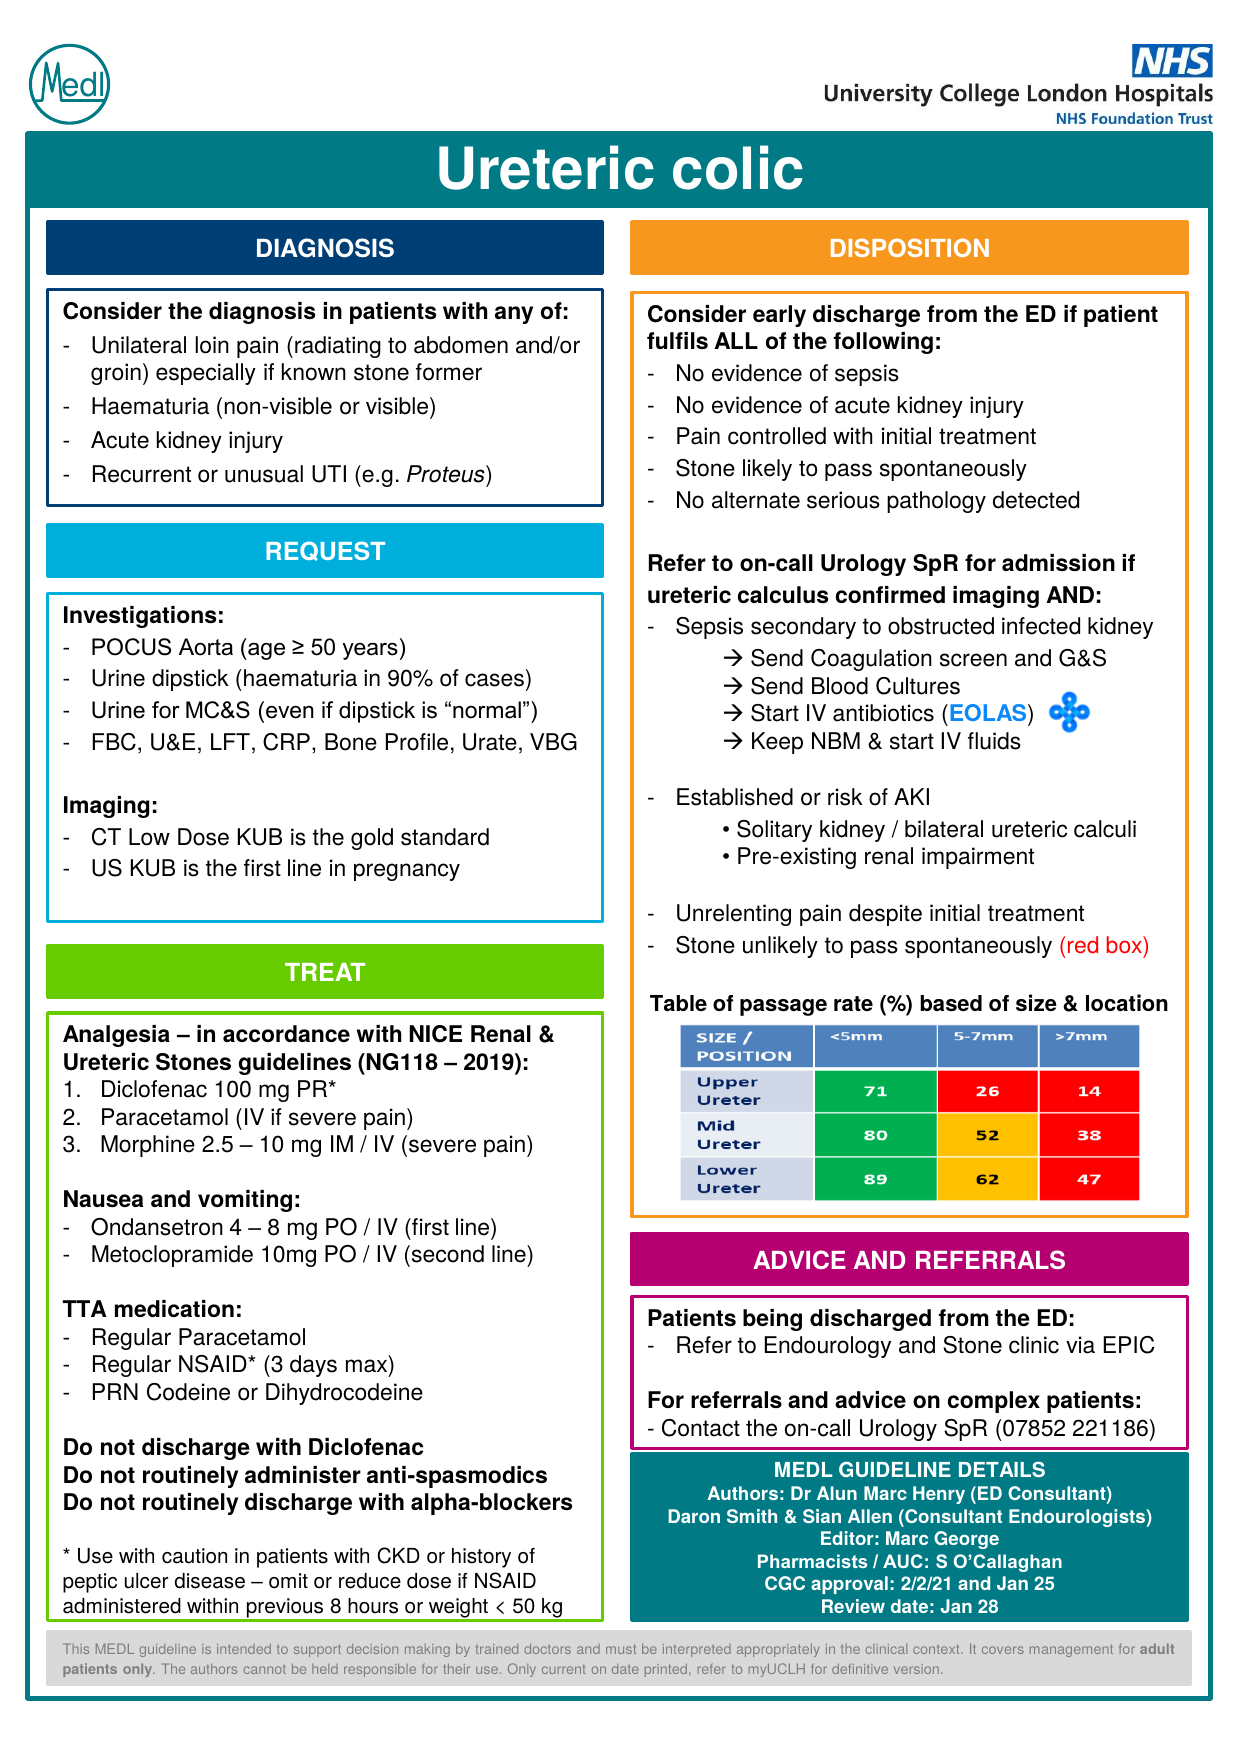 Medl
NHS
University College London Hospitals
NHS Foundation Trust
Ureteric colic
DIAGNOSIS
Consider the diagnosis in patients with any of:
- Unilateral loin pain (radiating to abdomen and/or
groin) especially if known stone former
- Haematuria (non-visible or visible)
- Acute kidney injury
- Recurrent or unusual UTI (e.g. Proteus)
REQUEST
Investigations:
- POCUS Aorta (age ≥ 50 years)
- Urine dipstick (haematuria in 90% of cases)
- Urine for MC&S (even if dipstick is “normal”)
- FBC, U&E, LFT, CRP, Bone Profile, Urate, VBG
Imaging:
- CT Low Dose KUB is the gold standard
- US KUB is the first line in pregnancy
TREAT
Analgesia – in accordance with NICE Renal &
Ureteric Stones guidelines (NG118 – 2019):
1. Diclofenac 100 mg PR*
2. Paracetamol (IV if severe pain)
3. Morphine 2.5 – 10 mg IM / IV (severe pain)
Nausea and vomiting:
- Ondansetron 4 – 8 mg PO / IV (first line)
- Metoclopramide 10mg PO / IV (second line)
TTA medication:
- Regular Paracetamol
- Regular NSAID* (3 days max)
- PRN Codeine or Dihydrocodeine
Do not discharge with Diclofenac
Do not routinely administer anti-spasmodics
Do not routinely discharge with alpha-blockers
* Use with caution in patients with CKD or history of
peptic ulcer disease – omit or reduce dose if NSAID
administered within previous 8 hours or weight < 50 kg
DISPOSITION
Consider early discharge from the ED if patient
fulfils ALL of the following:
- No evidence of sepsis
- No evidence of acute kidney injury
- Pain controlled with initial treatment
- Stone likely to pass spontaneously
- No alternate serious pathology detected
Refer to on-call Urology SpR for admission if
ureteric calculus confirmed imaging AND:
- Sepsis secondary to obstructed infected kidney
→ Send Coagulation screen and G&S
→ Send Blood Cultures
→ Start IV antibiotics (EOLAS)
→ Keep NBM & start IV fluids
- Established or risk of AKI
• Solitary kidney / bilateral ureteric calculi
• Pre-existing renal impairment
- Unrelenting pain despite initial treatment
- Stone unlikely to pass spontaneously (red box)
Table of passage rate (%) based of size & location
SIZE / POSITION <5mm 5-7mm >7mm
Upper Ureter 71 26 14
Mid Ureter 80 52 38
Lower Ureter 89 62 47
ADVICE AND REFERRALS
Patients being discharged from the ED:
- Refer to Endourology and Stone clinic via EPIC
For referrals and advice on complex patients:
- Contact the on-call Urology SpR (07852 221186)
MEDL GUIDELINE DETAILS
Authors: Dr Alun Marc Henry (ED Consultant)
Daron Smith & Sian Allen (Consultant Endourologists)
Editor: Marc George
Pharmacists / AUC: S O’Callaghan
CGC approval: 2/2/21 and Jan 25
Review date: Jan 28
This MEDL guideline is intended to support decision making by trained doctors and must be interpreted appropriately in the clinical context. It covers management for adult
patients only. The authors cannot be held responsible for their use. Only current on date printed, refer to myUCLH for definitive version.